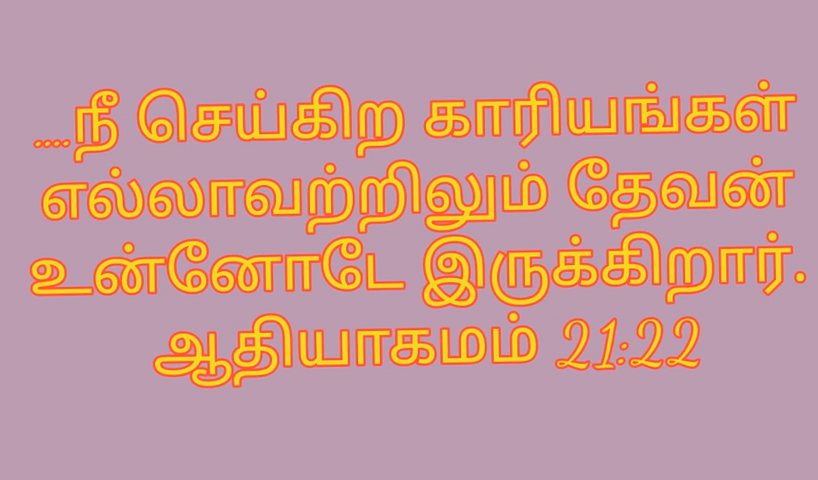 ....நீ செய்கிற காரியங்கள்
எல்லாவற்றிலும் தேவன்
உன்னோடே இருக்கிறார்.
ஆதியாகமம் 21:22